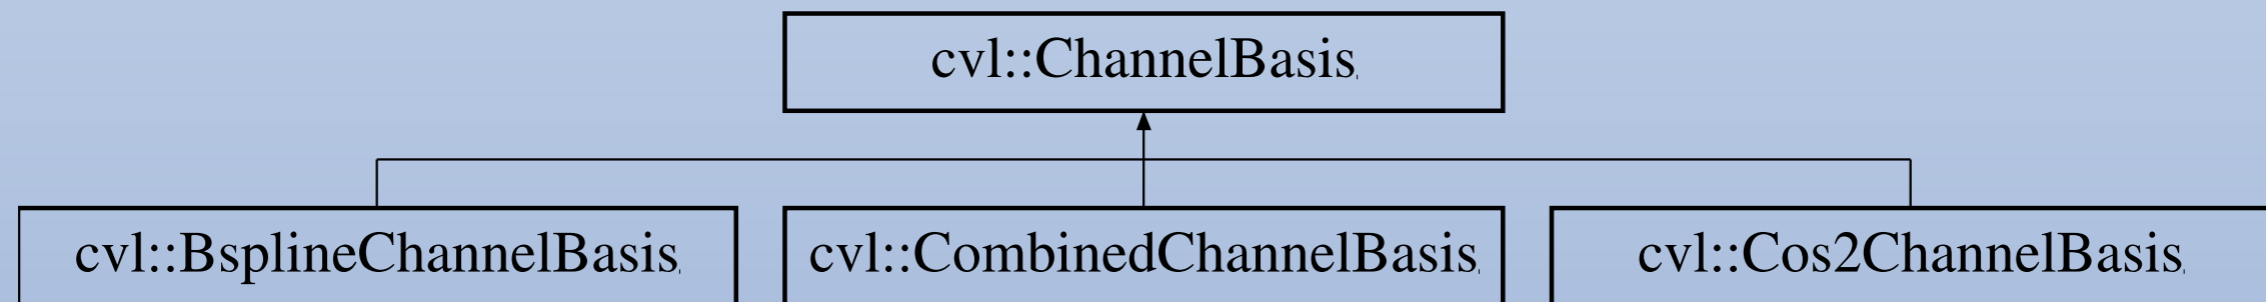 cvl::ChannelBasis
cvl::BsplineChannelBasis
cvl::CombinedChannelBasis
cvl::Cos2ChannelBasis